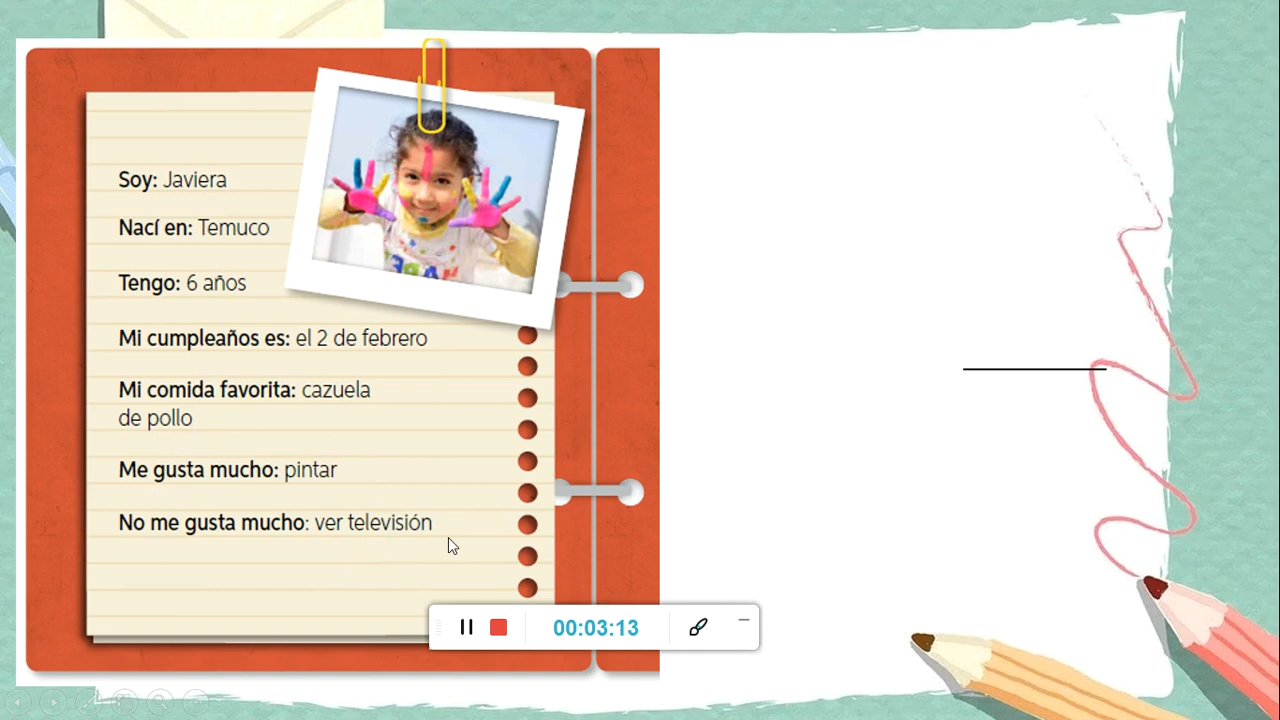 Soy: Javiera
Nací en: Temuco
Tengo: 6 años
Mi cumpleaños es: el 2 de febrero
Mi comida favorita: cazuela
de pollo
Me gusta mucho: pintar
No me gusta mucho: ver televisión
00:03:13